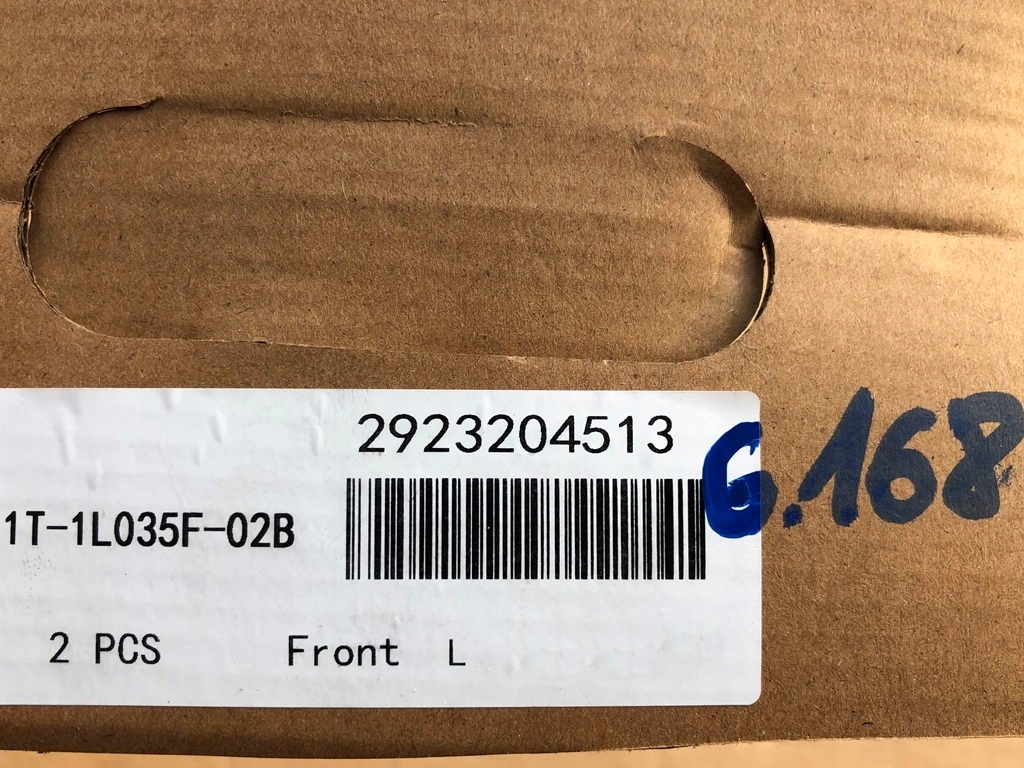 2923204513
6.168
1T-1L035F-02B
2 PCS Front L